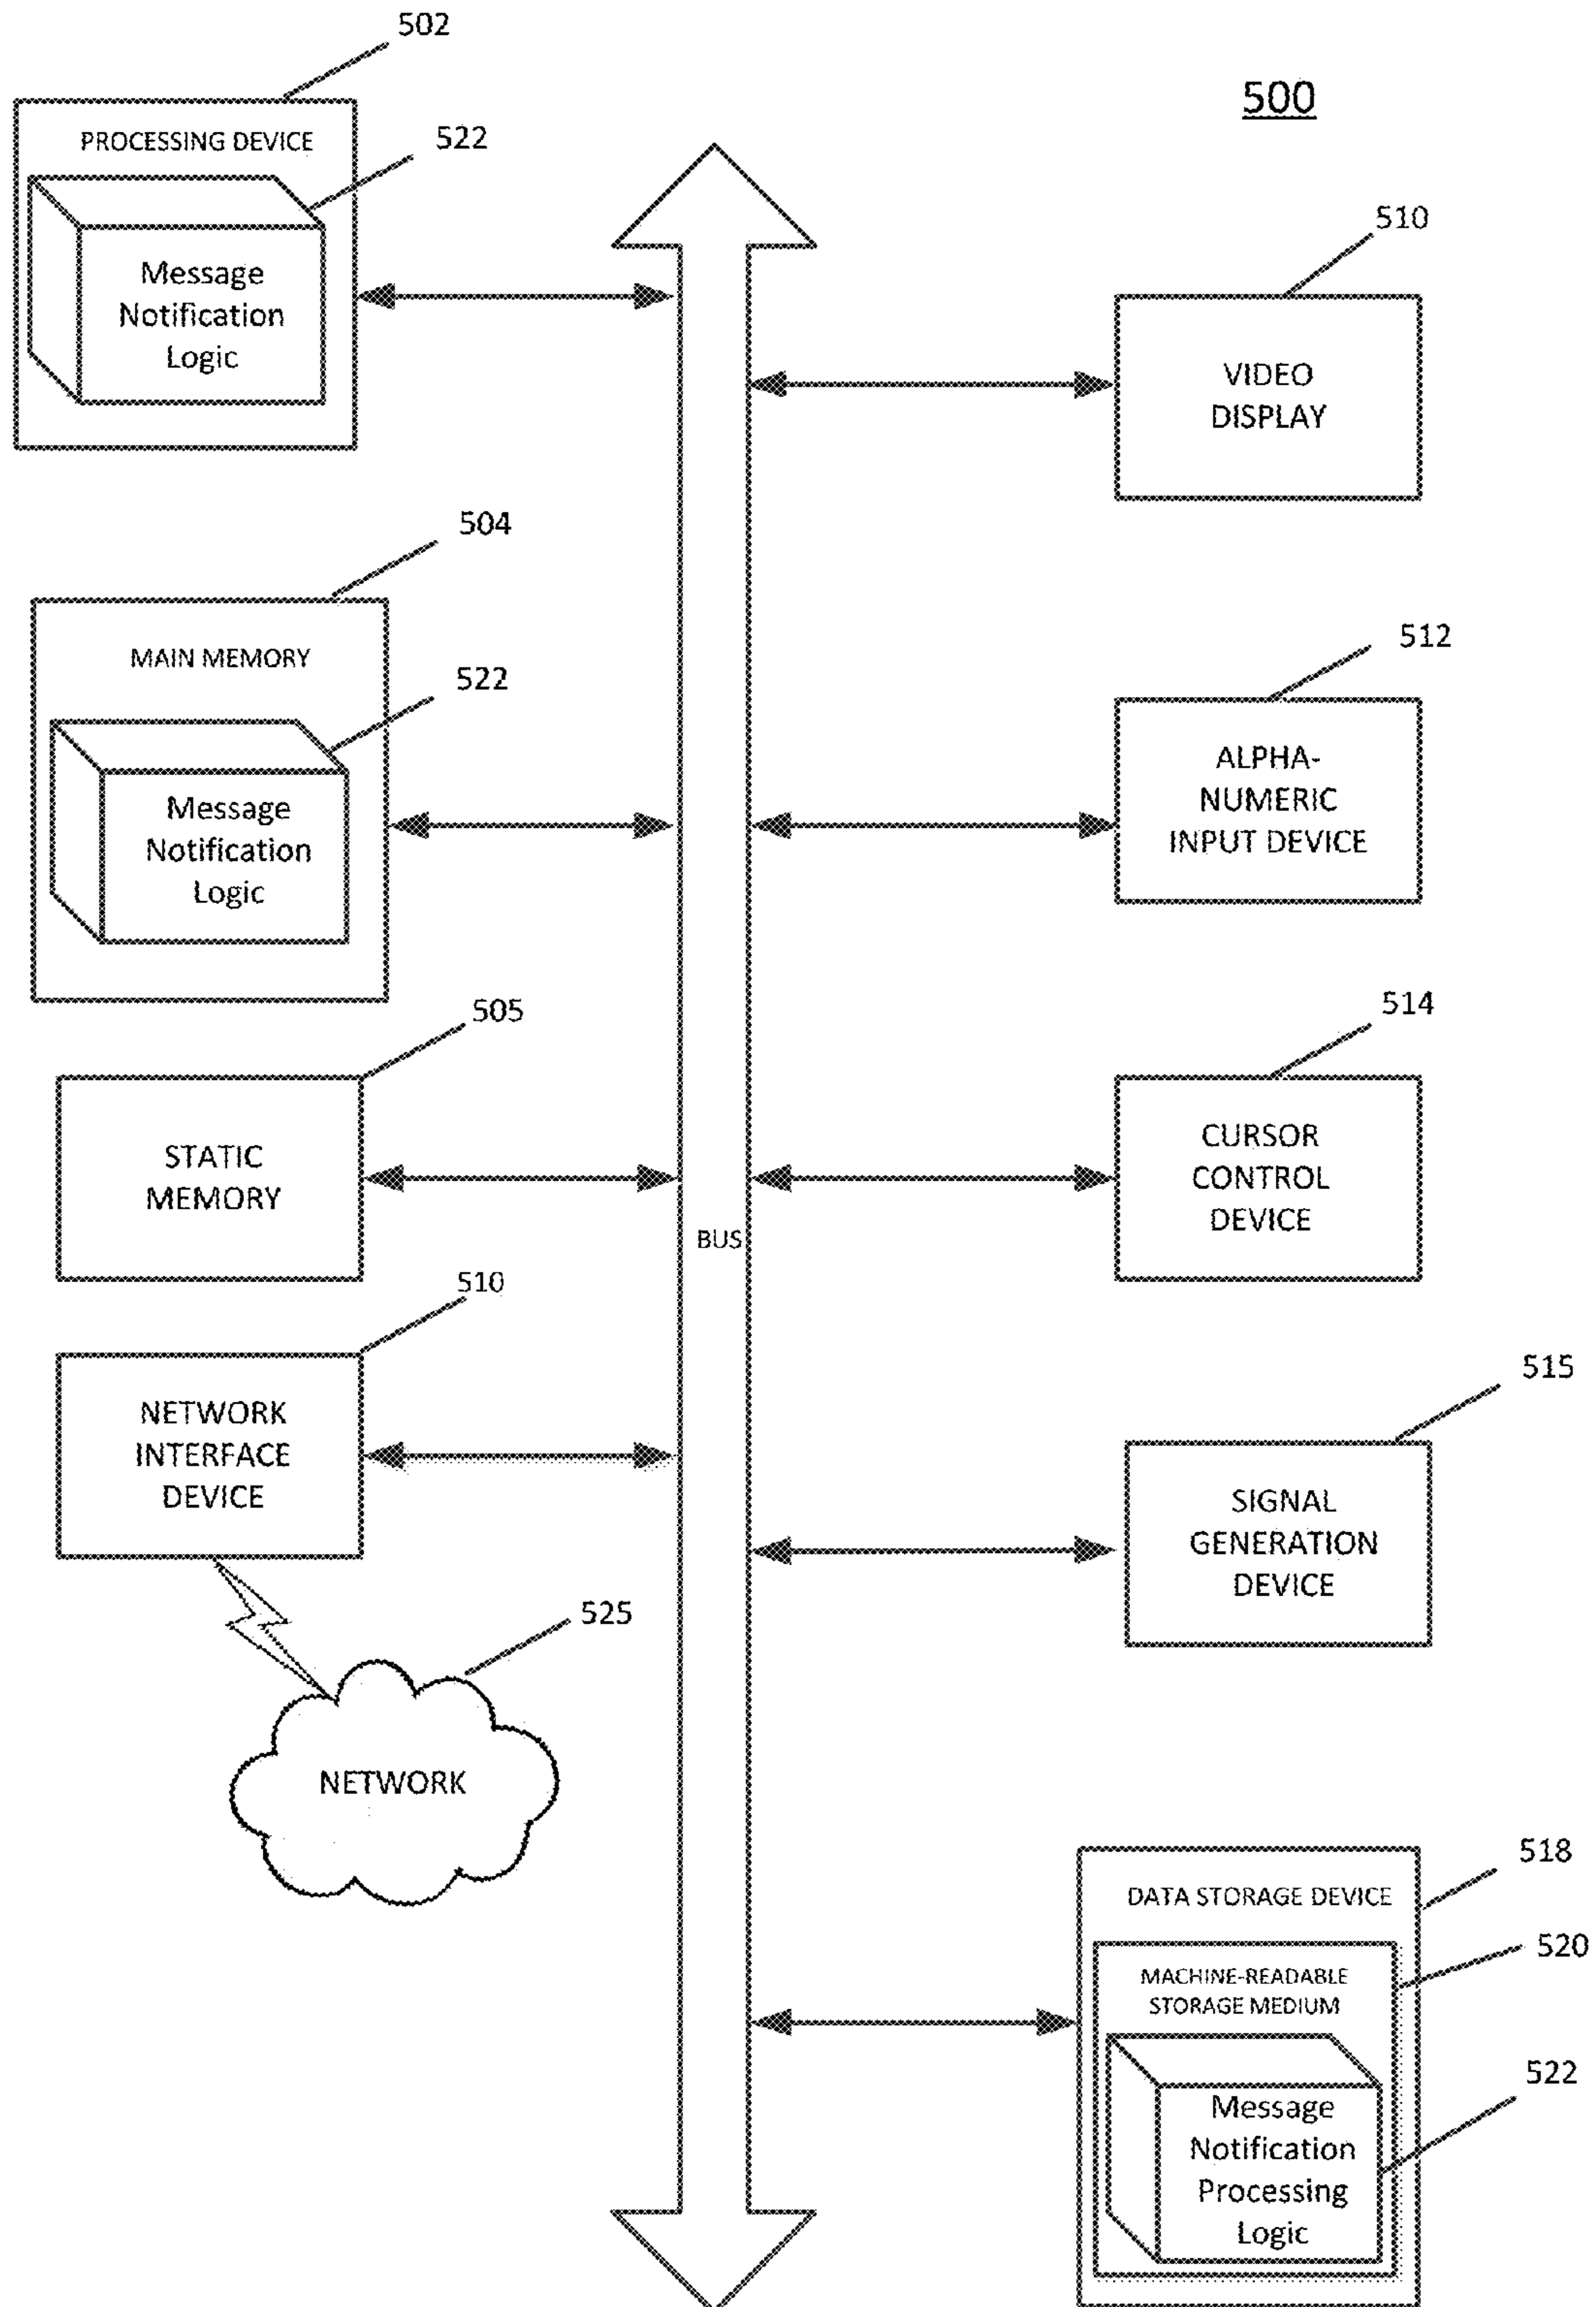 502
500
PROCESSING DEVICE
522
Message
Notification
Logic
510
VIDEO
DISPLAY
504
MAIN MEMORY
522
Message
Notification
Logic
512
ALPHA-
NUMERIC
INPUT DEVICE
505
STATIC
MEMORY
514
CURSOR
CONTROL
DEVICE
BUS
510
NETWORK
INTERFACE
DEVICE
515
SIGNAL
GENERATION
DEVICE
525
NETWORK
518
DATA STORAGE DEVICE
520
MACHINE-READABLE
STORAGE MEDIUM
522
Message
Notification
Processing
Logic